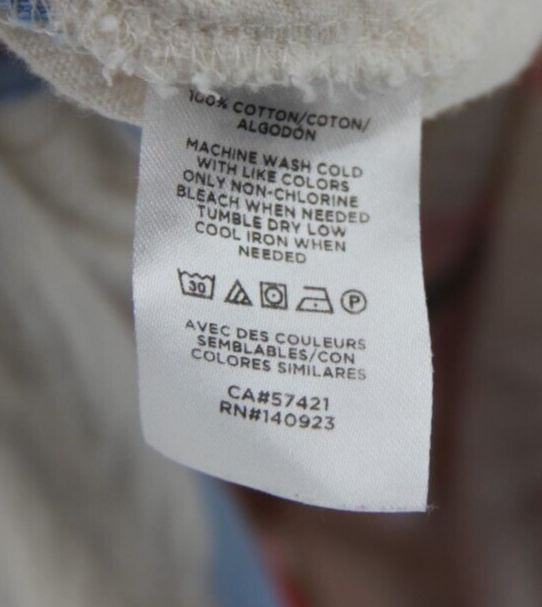 100% COTTON/COTON/
ALGODÓN
MACHINE WASH COLD
WITH LIKE COLORS
ONLY NON-CHLORINE
BLEACH WHEN NEEDED
TUMBLE DRY LOW
COOL IRON WHEN
NEEDED
30 P
AVEC DES COULEURS
SEMBLABLES/CON
COLORES SIMILARES
CA#57421
RN#140923